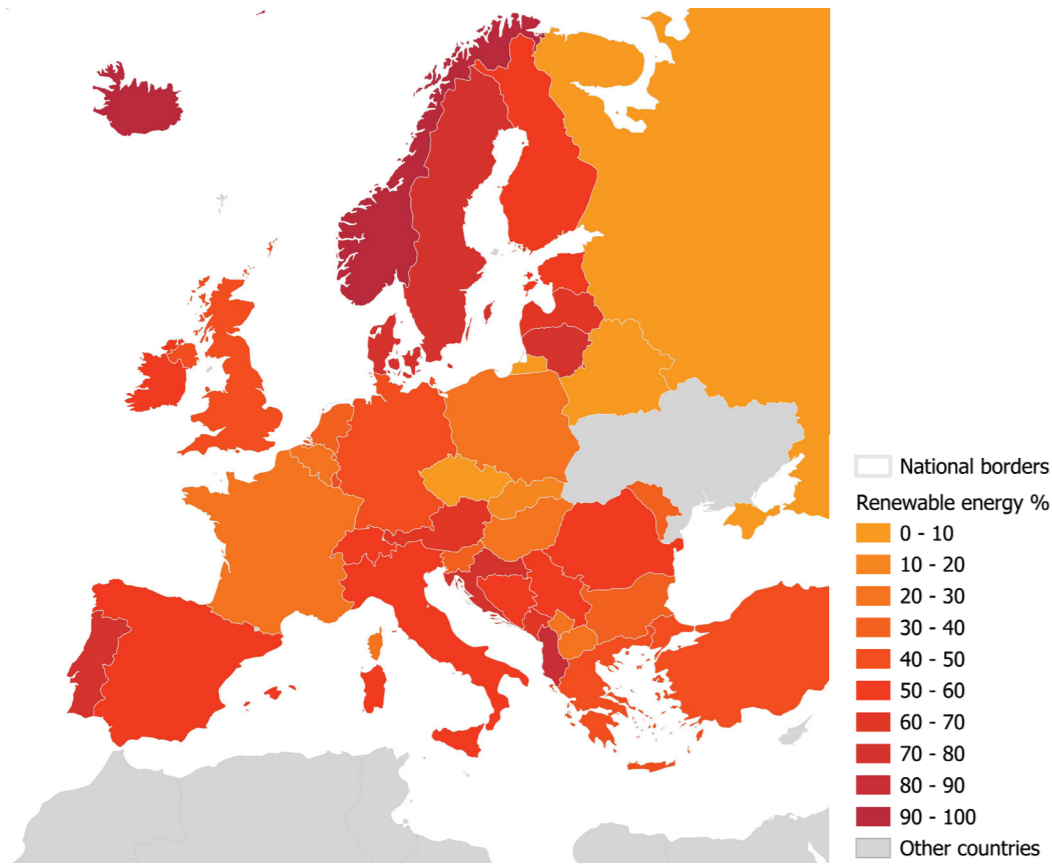 National borders
Renewable energy %
0 - 10
10 - 20
20 - 30
30 - 40
40 - 50
50 - 60
60 - 70
70 - 80
80 - 90
90 - 100
Other countries